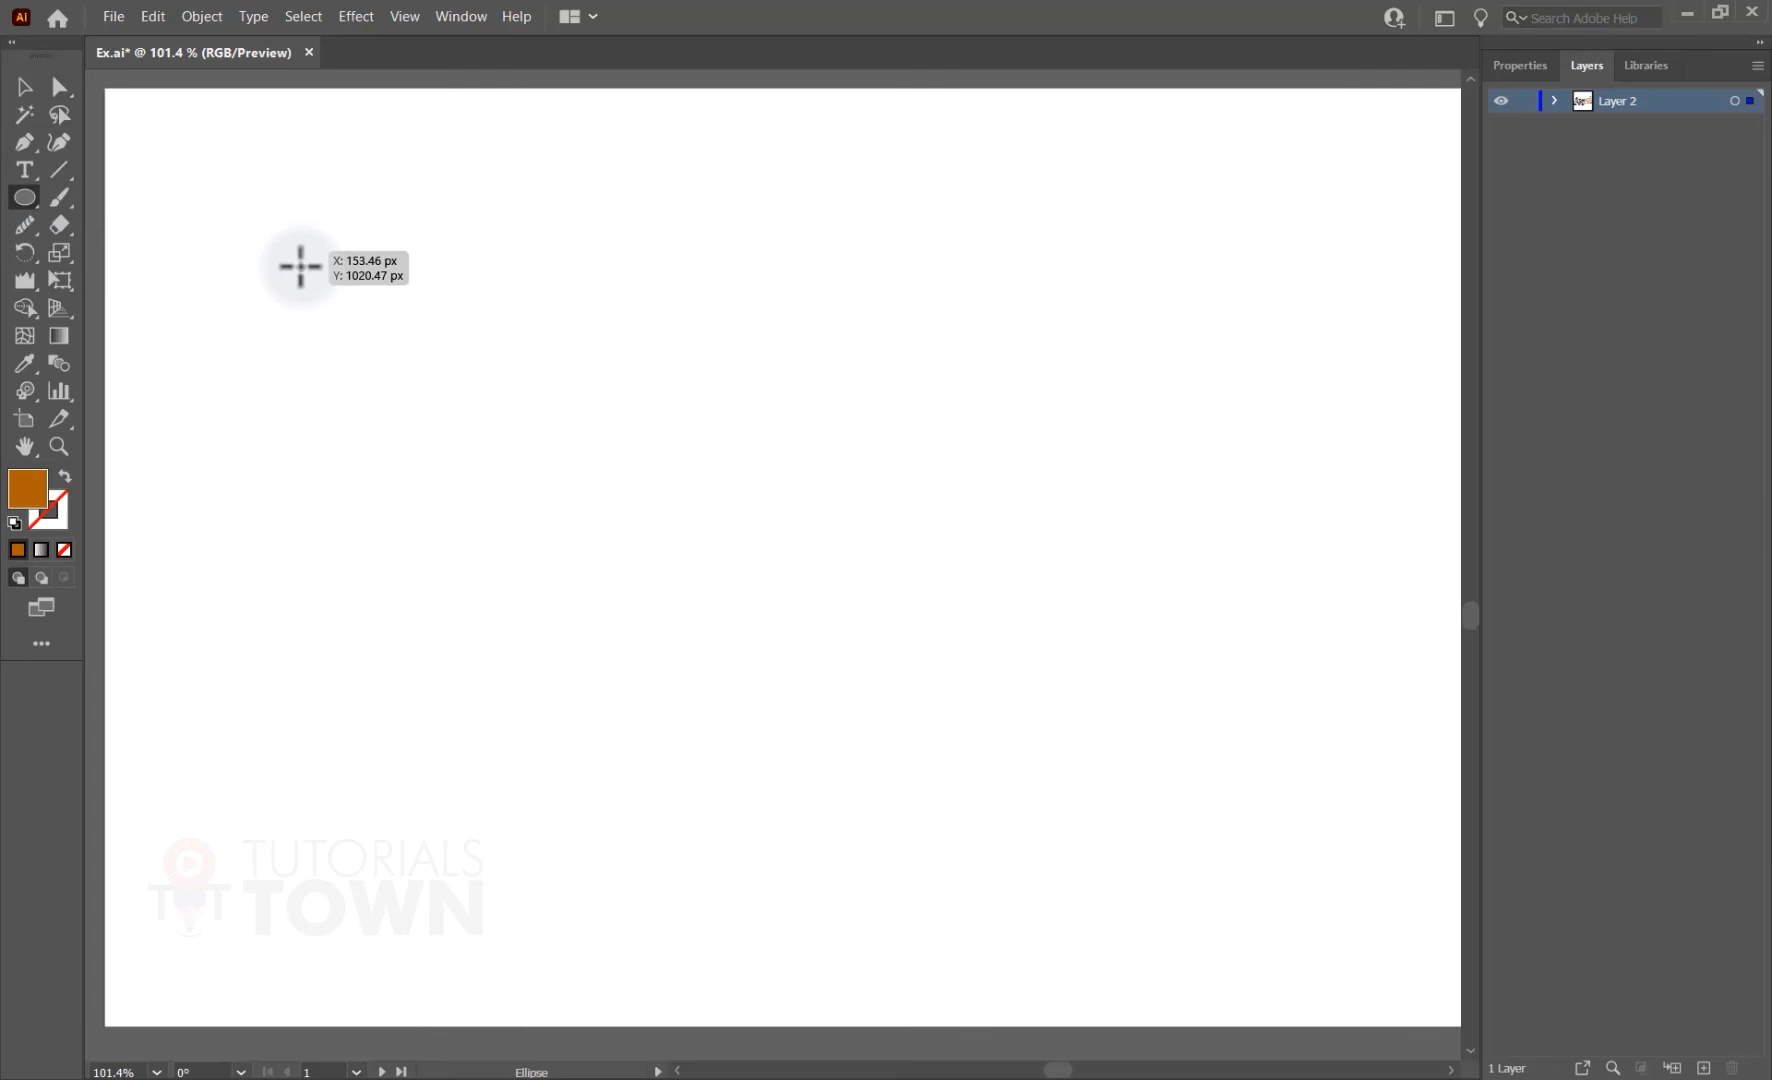 Ai File Edit Object Type Select Effect View Window Help Search Adobe Help
Ex.ai* @ 101.4 % (RGB/Preview) ×
Properties Layers Libraries
Layer 2
T
X: 153.46 px
Y: 1020.47 px
TUTORIALS
TOWN
TT
101.4% 0° 1 Ellipse 1 Layer